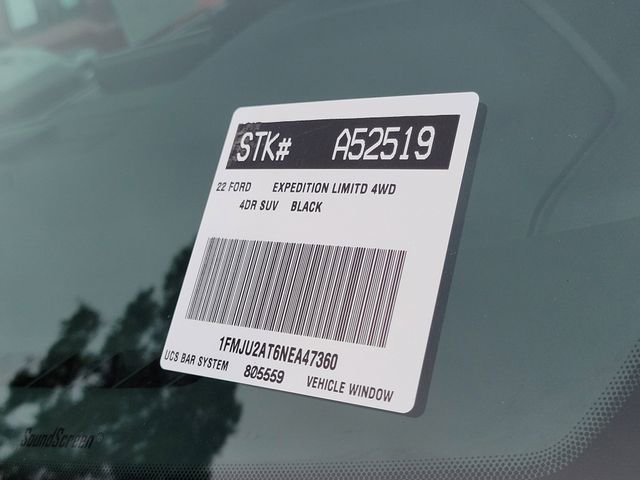 STK# A52519
22 FORD EXPEDITION LIMITD 4WD
4DR SUV BLACK
1FMJU2AT6NEA47360
UCS BAR SYSTEM 805559 VEHICLE WINDOW
SoundScreen